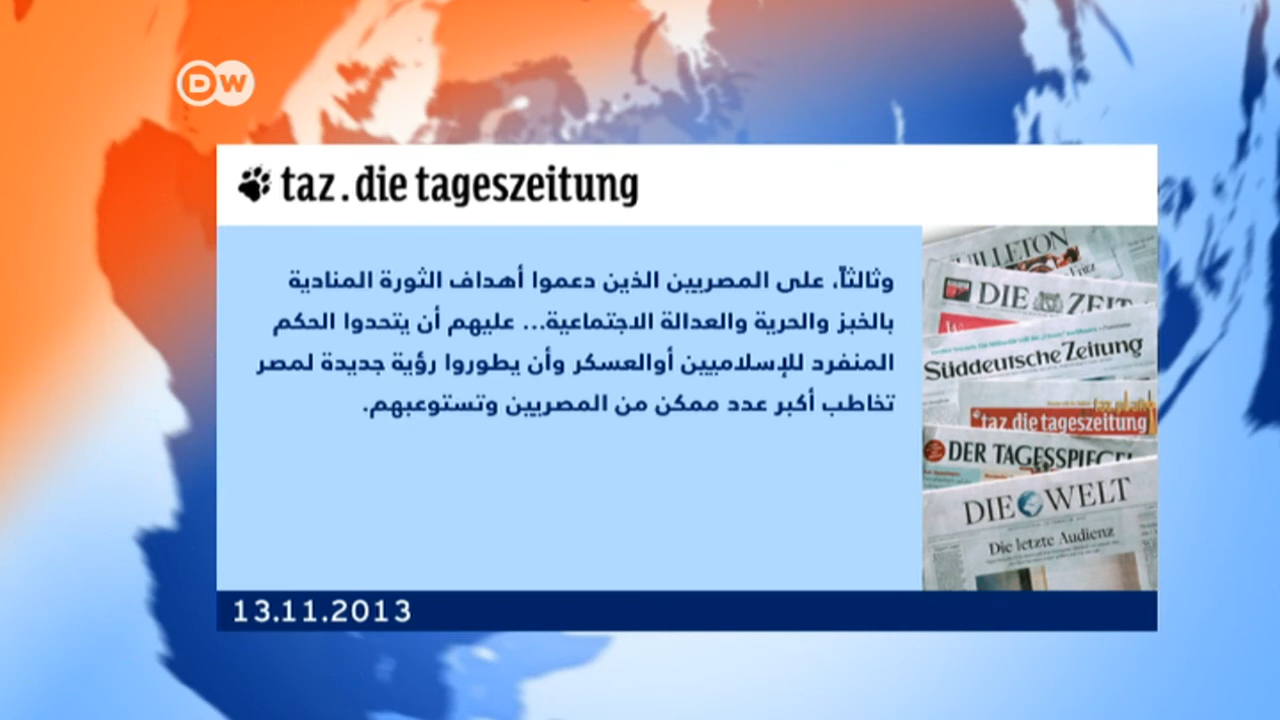 DW
taz.die tageszeitung
وثالثاً، على المصريين الذين دعموا أهداف الثورة المنادية
بالخبز والحرية والعدالة الاجتماعية... عليهم أن يتحدوا الحكم
المنفرد للإسلاميين أوالعسكر وأن يطوروا رؤية جديدة لمصر
تخاطب أكبر عدد ممكن من المصريين وتستوعبهم.
DIE ZEIT
Süddeutsche Zeitung
taz die tageszeitung
DER TAGESSPIEGEL
DIE WELT
Die letzte Audienz
13.11.2013